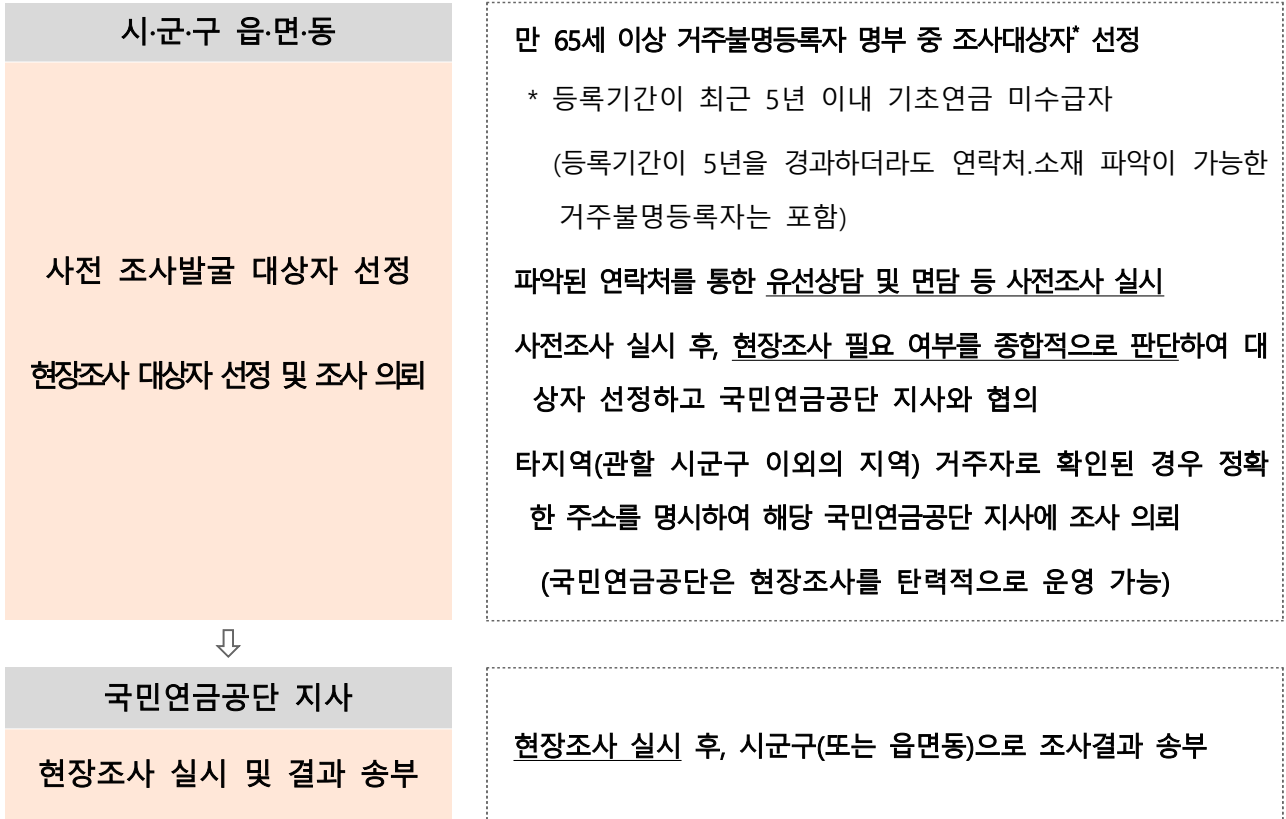 시·군·구 읍·면·동
사전 조사발굴 대상자 선정
현장조사 대상자 선정 및 조사 의뢰
만 65세 이상 거주불명등록자 명부 중 조사대상자* 선정
* 등록기간이 최근 5년 이내 기초연금 미수급자
(등록기간이 5년을 경과하더라도 연락처.소재 파악이 가능한
거주불명등록자는 포함)
파악된 연락처를 통한 유선상담 및 면담 등 사전조사 실시
사전조사 실시 후, 현장조사 필요 여부를 종합적으로 판단하여 대
상자 선정하고 국민연금공단 지사와 협의
타지역(관할 시군구 이외의 지역) 거주자로 확인된 경우 정확
한 주소를 명시하여 해당 국민연금공단 지사에 조사 의뢰
(국민연금공단은 현장조사를 탄력적으로 운영 가능)
국민연금공단 지사
현장조사 실시 및 결과 송부
현장조사 실시 후, 시군구(또는 읍면동)으로 조사결과 송부